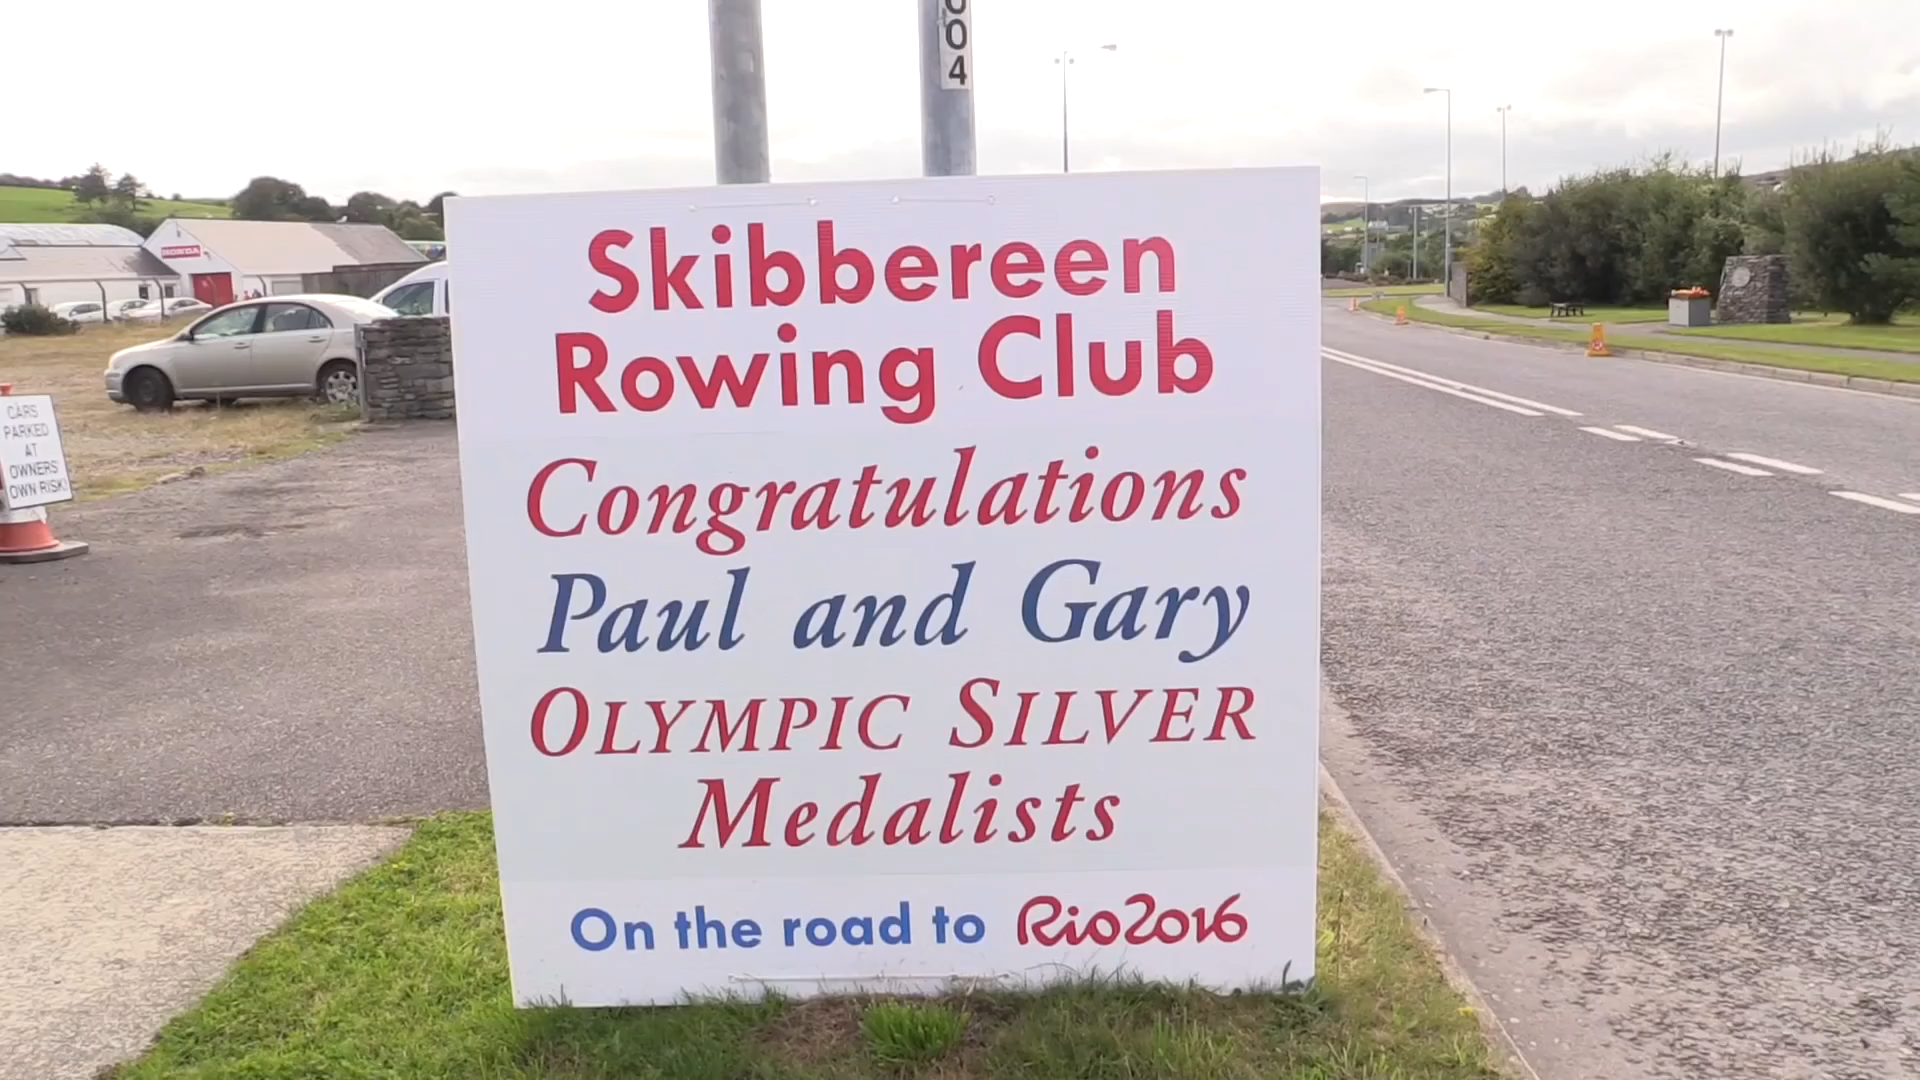 004
HONDA
Skibbereen
Rowing Club
Congratulations
Paul and Gary
OLYMPIC SILVER
Medalists
On the road to Rio2016
CARS
PARKED
AT
OWNERS'
OWN RISK!